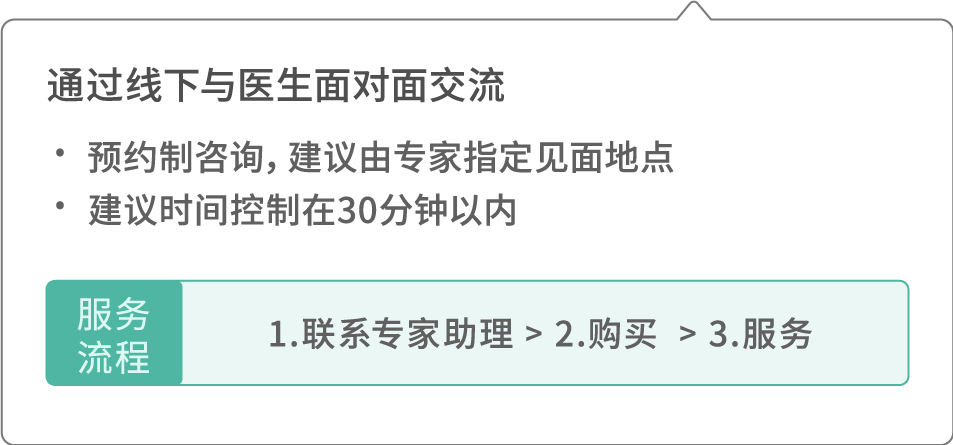 通过线下与医生面对面交流
• 预约制咨询，建议由专家指定见面地点
• 建议时间控制在30分钟以内
服务
流程
1.联系专家助理 > 2.购买 > 3.服务